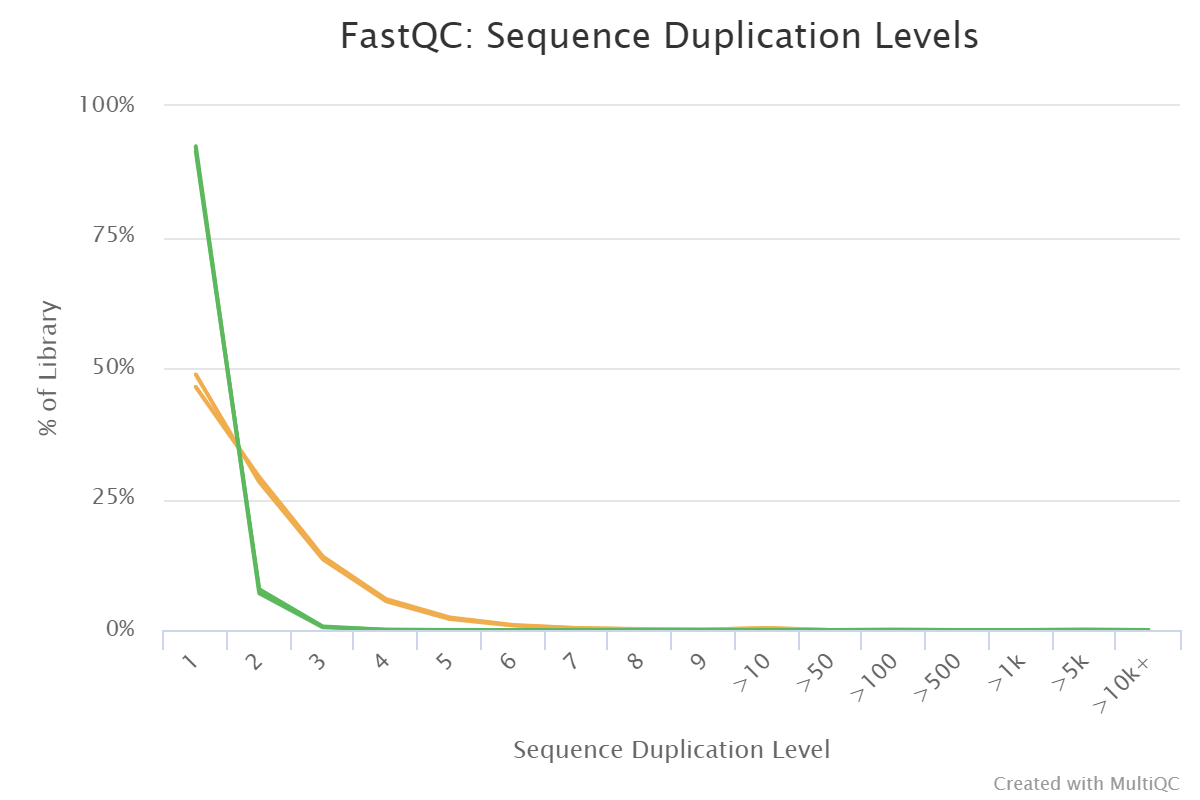 FastQC: Sequence Duplication Levels
100%
75%
50%
25%
0%
% of Library
1
2
3
4
5
6
7
8
9
>10
>50
>100
>500
>1k
>5k
>10k+
Sequence Duplication Level
Created with MultiQC